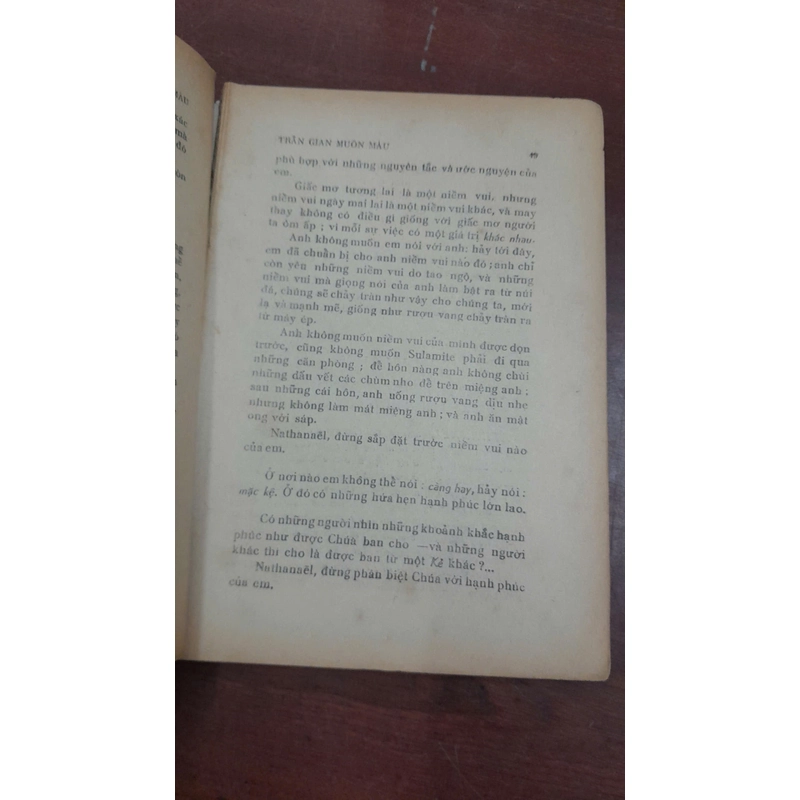 MÀU
TRẦN GIAN MUÔN MÀU
phù hợp với những nguyên tắc và ước nguyện của
em.
Giấc mơ tương lai là một niềm vui, nhưng
niềm vui ngày mai lại là một niềm vui khác, và may
thay không có điều gì giống với giấc mơ người
ta ôm ấp ; vì mỗi sự việc có một giá trị khác nhau.
Anh không muốn em nói với anh: hãy tới đây,
em đã chuẩn bị cho anh niềm vui nào đó ; anh chỉ
còn yên những niềm vui do tao ngộ, và những
niềm vui mà giọng nói của anh làm bật ra từ núi
đá, chúng sẽ chảy tràn như vậy cho chúng ta, mới
lạ và mạnh mẽ, giống như rượu vang chảy tràn ra
từ máy ép.
Anh không muốn niềm vui của mình được dọn
trước, cũng không muốn Sulamite phải đi qua
những căn phòng ; để hôn nàng anh không chùi
những dấu vết các chùm nho để trên miệng anh ;
sau những cái hôn, anh uống rượu vang dịu nhẹ
nhưng không làm mát miệng anh ; và anh ăn mật
ong với sáp.
Nathanaël, đừng sắp đặt trước niềm vui nào
của em.
Ở nơi nào em không thể nói : càng hay, hãy nói :
mặc kệ. Ở đó có những hứa hẹn hạnh phúc lớn lao.
Có những người nhìn những khoảnh khắc hạnh
phúc như được Chúa ban cho —và những người
khác thì cho là được ban từ một Kẻ khác ?...
Nathanaël, đừng phân biệt Chúa với hạnh phúc
của em.